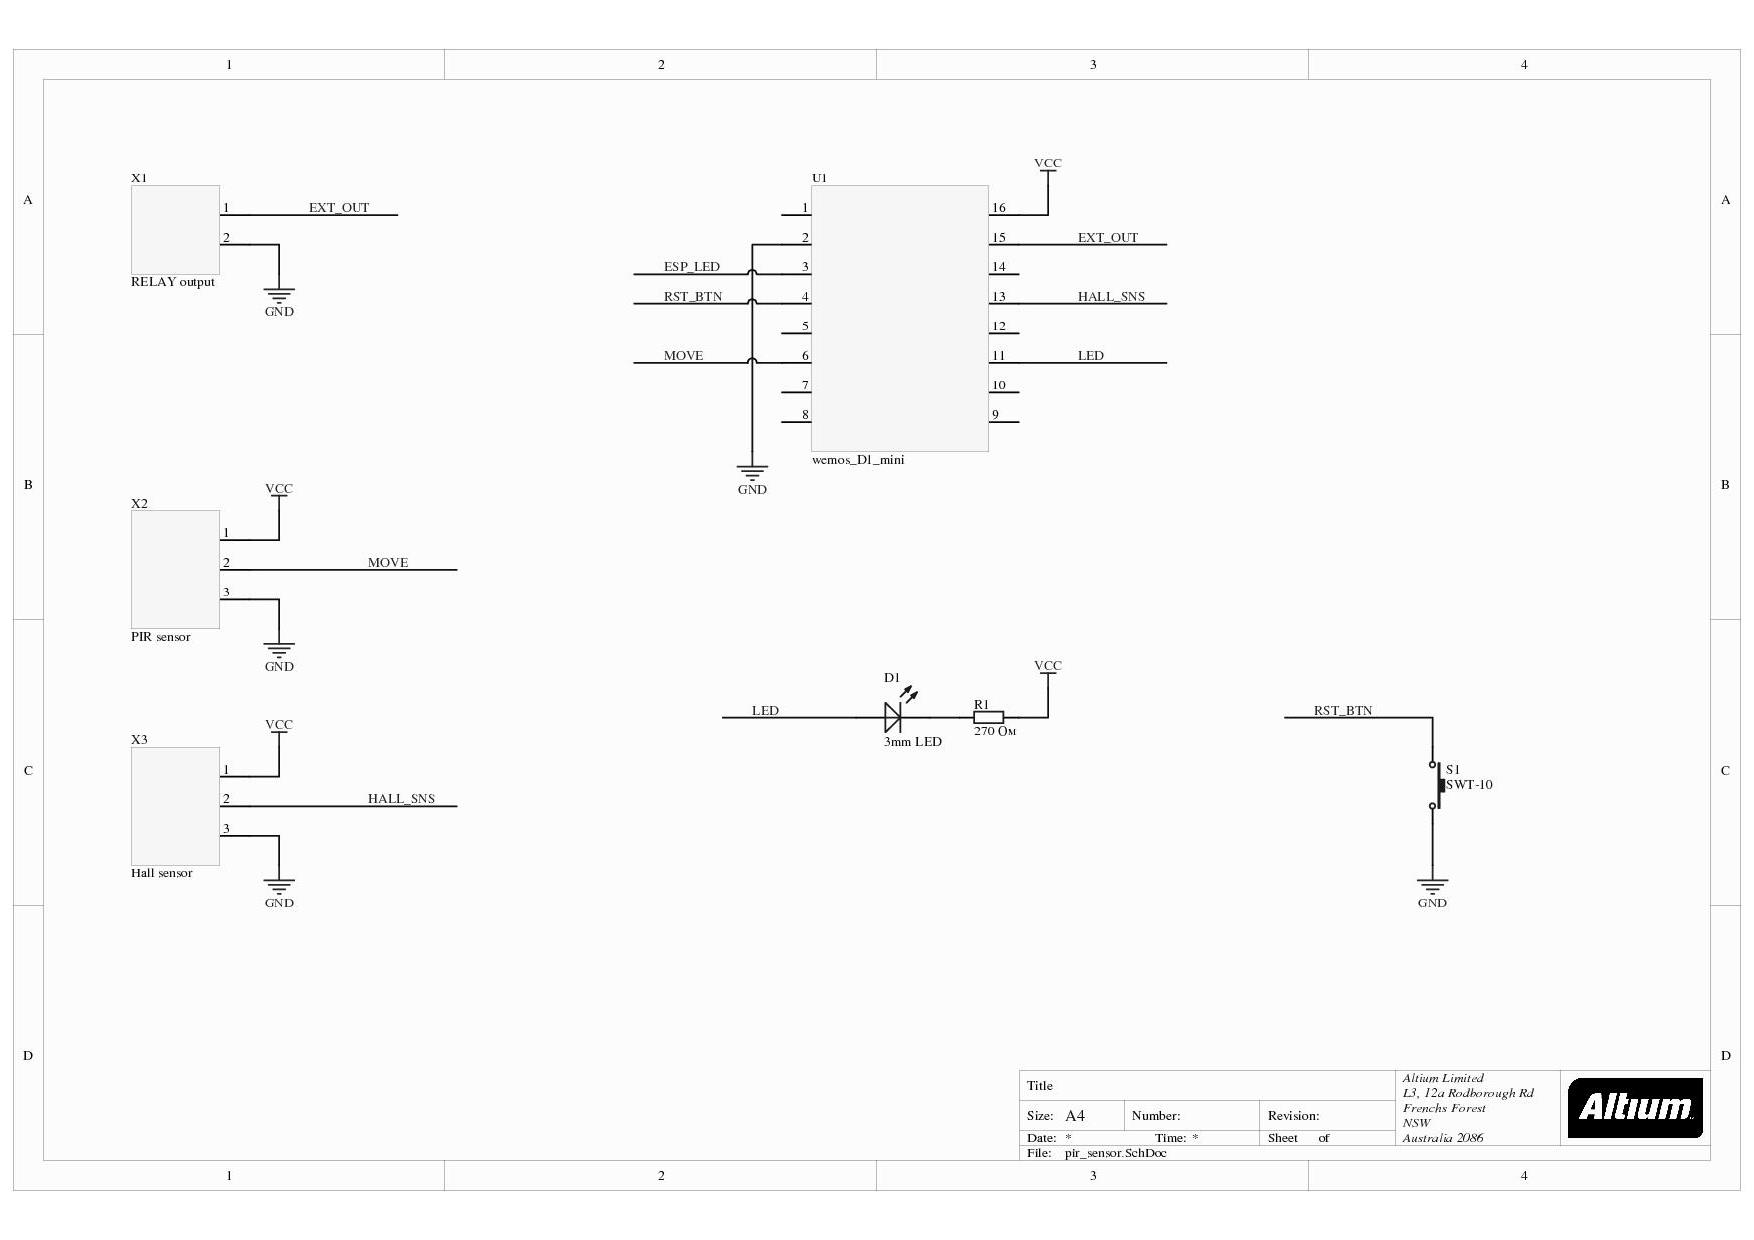 1 2 3 4
A A
B B
C C
D D
X1
1 EXT_OUT
2
RELAY output
GND
U1
VCC
1 16
2 15 EXT_OUT
ESP_LED 3 14
RST_BTN 4 13 HALL_SNS
5 12
MOVE 6 11 LED
7 10
8 9
wemos_D1_mini
GND
X2
VCC
1
2 MOVE
3
PIR sensor
GND
X3
VCC
1
2 HALL_SNS
3
Hall sensor
GND
LED
D1
3mm LED
R1
270 Ом
VCC
RST_BTN
S1
SWT-10
GND
Title
Size: A4 Number: Revision:
Date: * Time: * Sheet of
File: pir_sensor.SchDoc
Altium Limited
L3, 12a Rodborough Rd
Frenchs Forest
NSW
Australia 2086
Altium
1 2 3 4